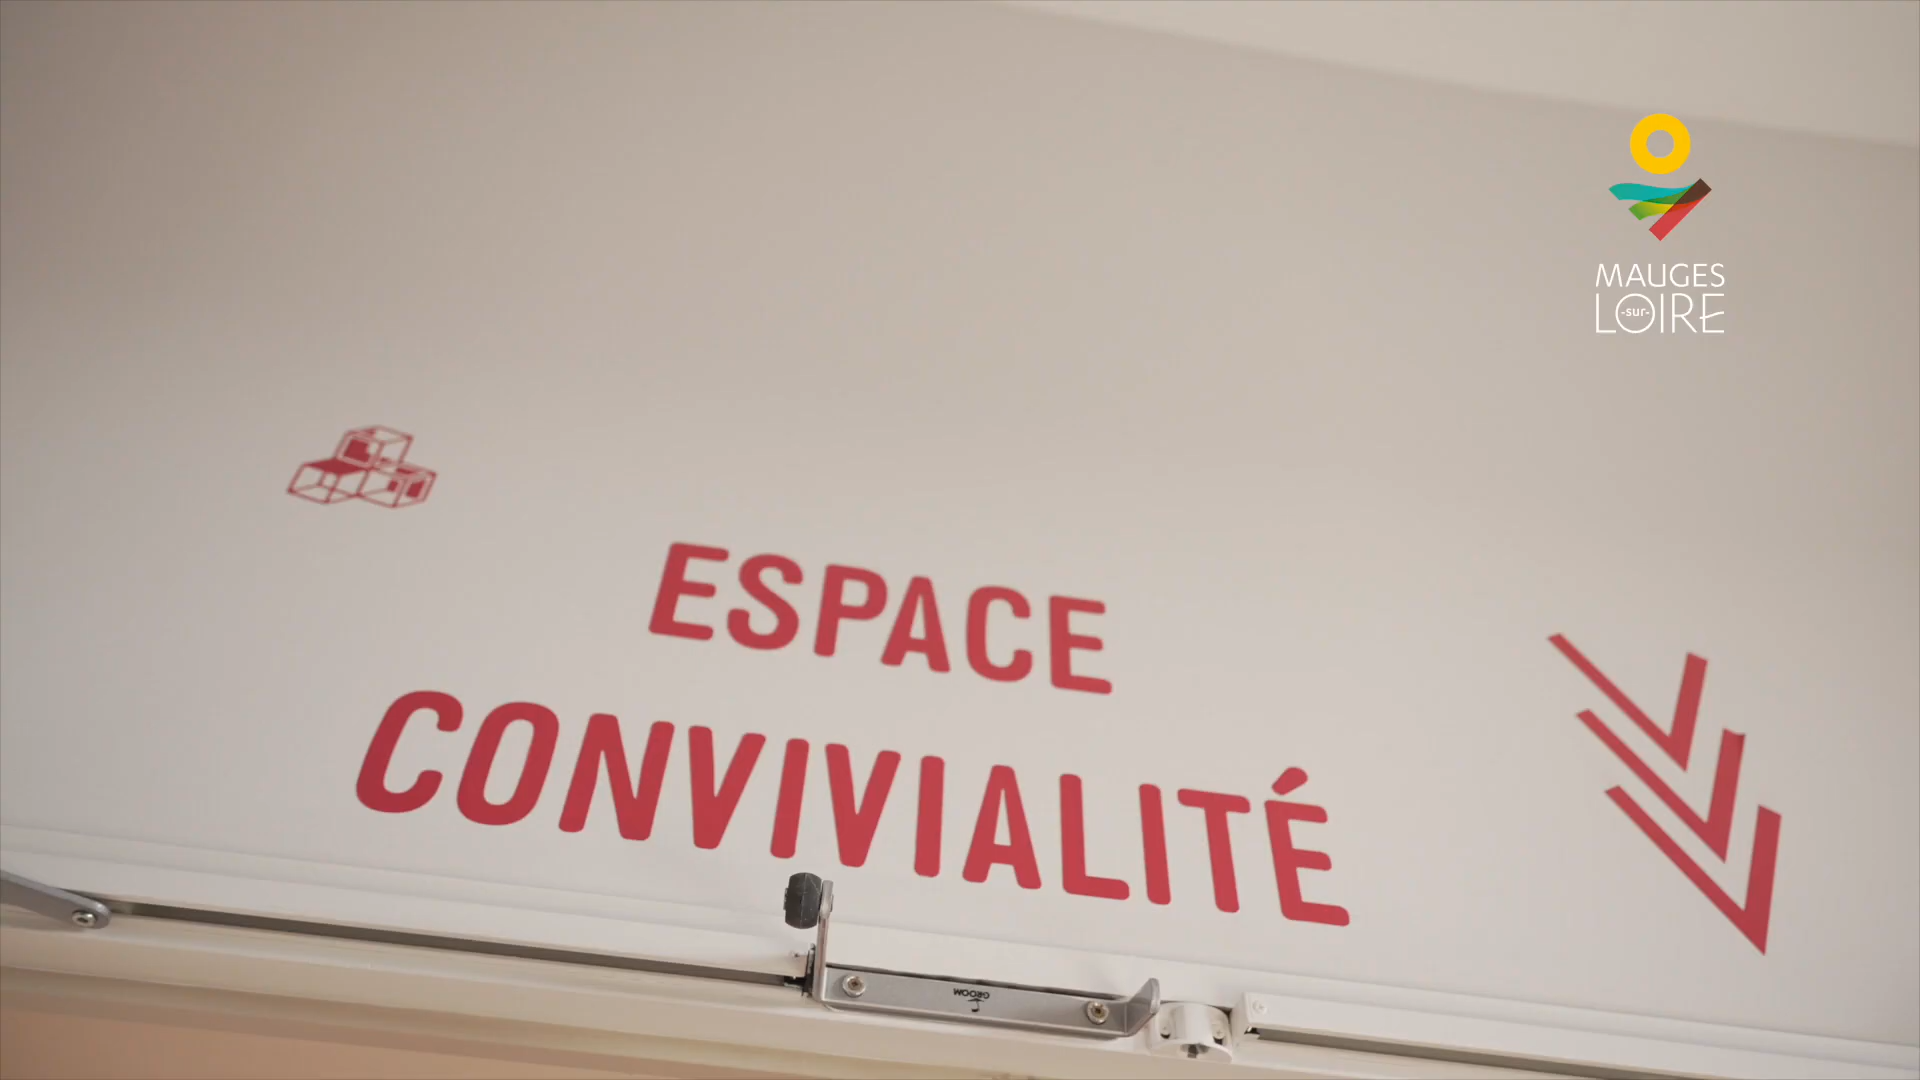 MAUGES
-sur-
LOIRE
ESPACE
CONVIVIALITÉ
GROOM